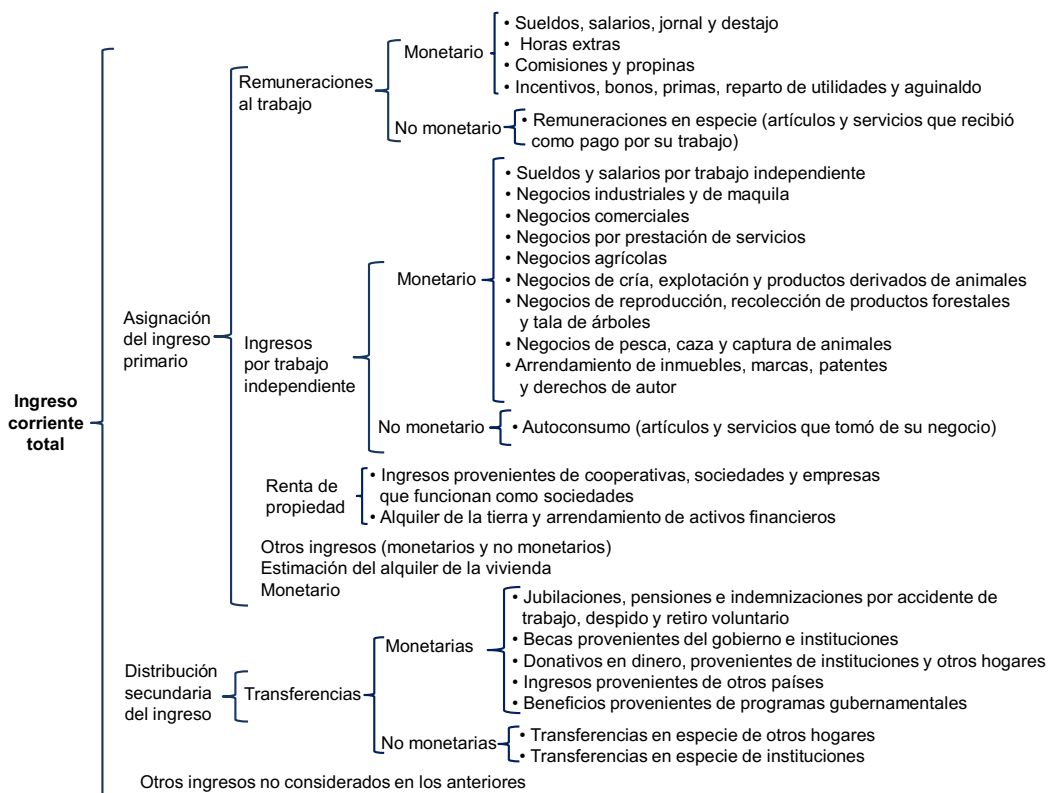 Ingreso
corriente
total
Asignación
del ingreso
primario
Remuneraciones
al trabajo
Monetario
• Sueldos, salarios, jornal y destajo
• Horas extras
• Comisiones y propinas
• Incentivos, bonos, primas, reparto de utilidades y aguinaldo
No monetario
• Remuneraciones en especie (artículos y servicios que recibió
como pago por su trabajo)
Ingresos
por trabajo
independiente
Monetario
• Sueldos y salarios por trabajo independiente
• Negocios industriales y de maquila
• Negocios comerciales
• Negocios por prestación de servicios
• Negocios agrícolas
• Negocios de cría, explotación y productos derivados de animales
• Negocios de reproducción, recolección de productos forestales
y tala de árboles
• Negocios de pesca, caza y captura de animales
• Arrendamiento de inmuebles, marcas, patentes
y derechos de autor
No monetario
• Autoconsumo (artículos y servicios que tomó de su negocio)
Renta de
propiedad
• Ingresos provenientes de cooperativas, sociedades y empresas
que funcionan como sociedades
• Alquiler de la tierra y arrendamiento de activos financieros
Otros ingresos (monetarios y no monetarios)
Estimación del alquiler de la vivienda
Monetario
Distribución
secundaria
del ingreso
Transferencias
Monetarias
• Jubilaciones, pensiones e indemnizaciones por accidente de
trabajo, despido y retiro voluntario
• Becas provenientes del gobierno e instituciones
• Donativos en dinero, provenientes de instituciones y otros hogares
• Ingresos provenientes de otros países
• Beneficios provenientes de programas gubernamentales
No monetarias
• Transferencias en especie de otros hogares
• Transferencias en especie de instituciones
Otros ingresos no considerados en los anteriores